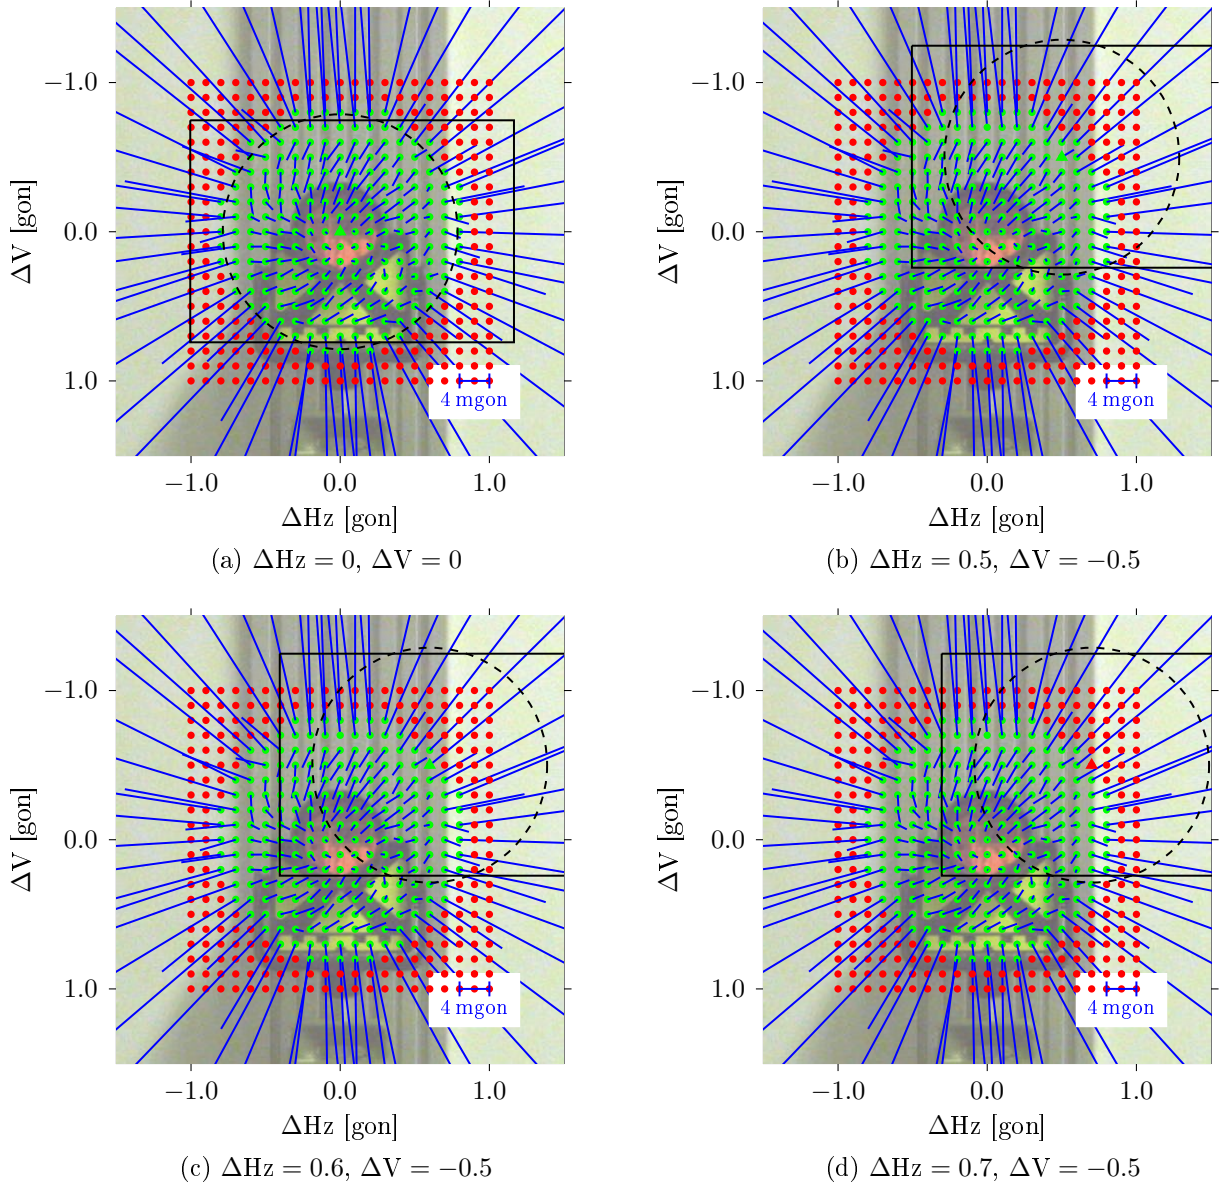 −1.0
0.0
1.0
ΔV [gon]
4 mgon
−1.0 0.0 1.0
ΔHz [gon]
(a) ΔHz = 0, ΔV = 0
−1.0
0.0
1.0
ΔV [gon]
4 mgon
−1.0 0.0 1.0
ΔHz [gon]
(b) ΔHz = 0.5, ΔV = −0.5
−1.0
0.0
1.0
ΔV [gon]
4 mgon
−1.0 0.0 1.0
ΔHz [gon]
(c) ΔHz = 0.6, ΔV = −0.5
−1.0
0.0
1.0
ΔV [gon]
4 mgon
−1.0 0.0 1.0
ΔHz [gon]
(d) ΔHz = 0.7, ΔV = −0.5